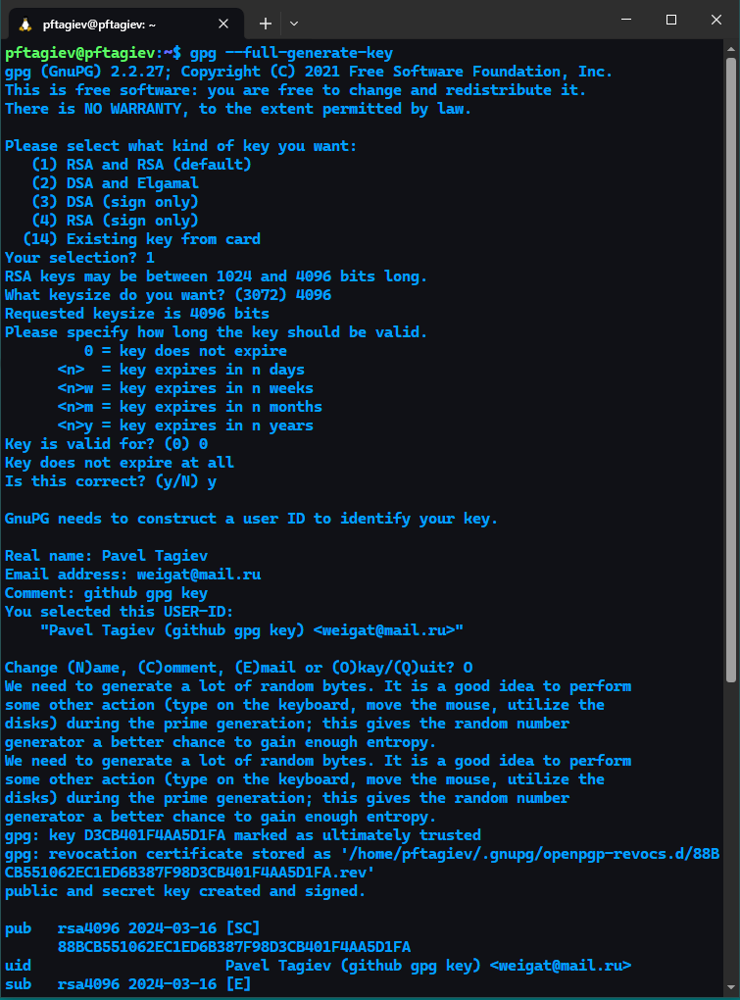 pftagiev@pftagiev: ~
pftagiev@pftagiev:~$ gpg --full-generate-key
gpg (GnuPG) 2.2.27; Copyright (C) 2021 Free Software Foundation, Inc.
This is free software: you are free to change and redistribute it.
There is NO WARRANTY, to the extent permitted by law.

Please select what kind of key you want:
   (1) RSA and RSA (default)
   (2) DSA and Elgamal
   (3) DSA (sign only)
   (4) RSA (sign only)
  (14) Existing key from card
Your selection? 1
RSA keys may be between 1024 and 4096 bits long.
What keysize do you want? (3072) 4096
Requested keysize is 4096 bits
Please specify how long the key should be valid.
         0 = key does not expire
      <n>  = key expires in n days
      <n>w = key expires in n weeks
      <n>m = key expires in n months
      <n>y = key expires in n years
Key is valid for? (0) 0
Key does not expire at all
Is this correct? (y/N) y

GnuPG needs to construct a user ID to identify your key.

Real name: Pavel Tagiev
Email address: weigat@mail.ru
Comment: github gpg key
You selected this USER-ID:
    "Pavel Tagiev (github gpg key) <weigat@mail.ru>"

Change (N)ame, (C)omment, (E)mail or (O)kay/(Q)uit? O
We need to generate a lot of random bytes. It is a good idea to perform
some other action (type on the keyboard, move the mouse, utilize the
disks) during the prime generation; this gives the random number
generator a better chance to gain enough entropy.
We need to generate a lot of random bytes. It is a good idea to perform
some other action (type on the keyboard, move the mouse, utilize the
disks) during the prime generation; this gives the random number
generator a better chance to gain enough entropy.
gpg: key D3CB401F4AA5D1FA marked as ultimately trusted
gpg: revocation certificate stored as '/home/pftagiev/.gnupg/openpgp-revocs.d/88B
CB551062EC1ED6B387F98D3CB401F4AA5D1FA.rev'
public and secret key created and signed.

pub   rsa4096 2024-03-16 [SC]
      88BCB551062EC1ED6B387F98D3CB401F4AA5D1FA
uid                      Pavel Tagiev (github gpg key) <weigat@mail.ru>
sub   rsa4096 2024-03-16 [E]